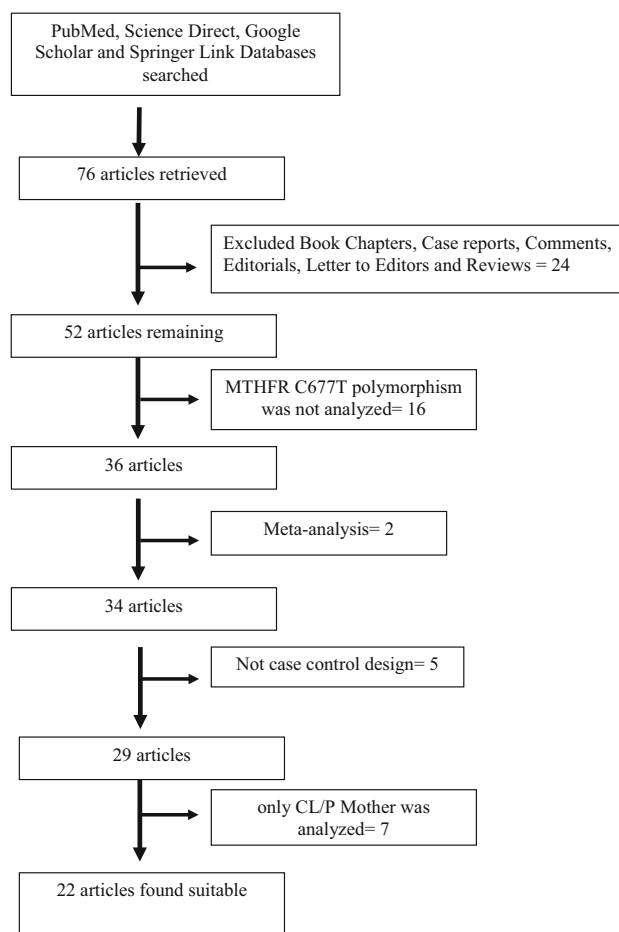 PubMed, Science Direct, Google
Scholar and Springer Link Databases
searched
76 articles retrieved
Excluded Book Chapters, Case reports, Comments,
Editorials, Letter to Editors and Reviews = 24
52 articles remaining
MTHFR C677T polymorphism
was not analyzed= 16
36 articles
Meta-analysis= 2
34 articles
Not case control design= 5
29 articles
only CL/P Mother was
analyzed= 7
22 articles found suitable